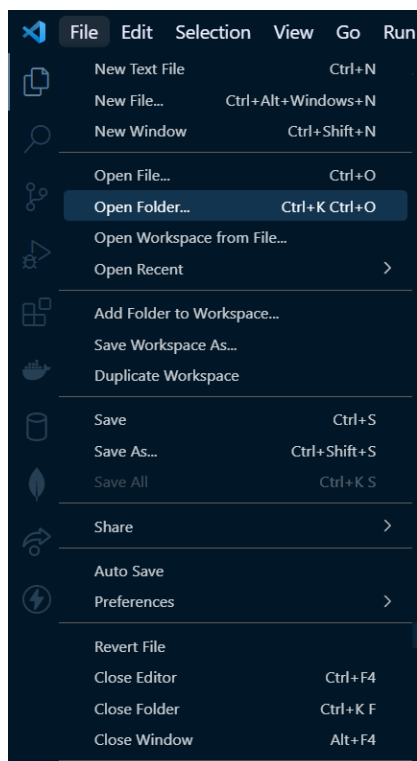 File Edit Selection View Go Run
New Text File Ctrl+N
New File... Ctrl+Alt+Windows+N
New Window Ctrl+Shift+N
Open File... Ctrl+O
Open Folder... Ctrl+K Ctrl+O
Open Workspace from File...
Open Recent
Add Folder to Workspace...
Save Workspace As...
Duplicate Workspace
Save Ctrl+S
Save As... Ctrl+Shift+S
Save All Ctrl+K S
Share
Auto Save
Preferences
Revert File
Close Editor Ctrl+F4
Close Folder Ctrl+K F
Close Window Alt+F4